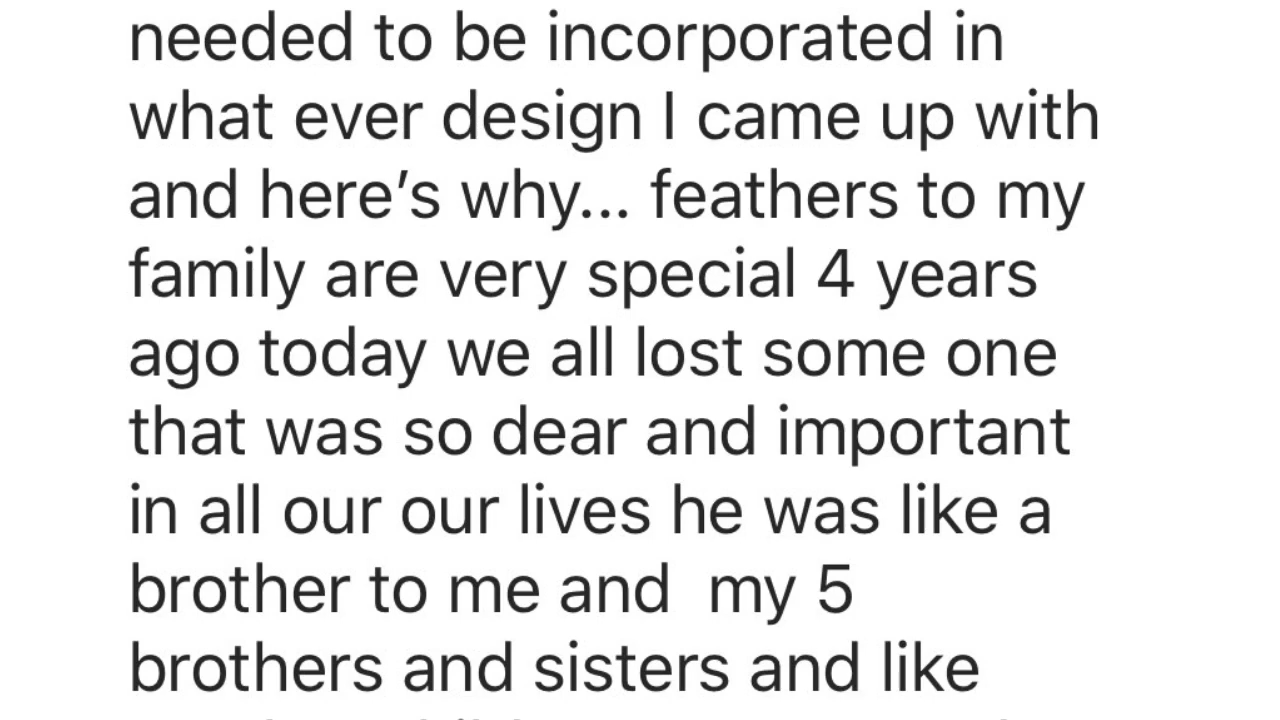 needed to be incorporated in
what ever design I came up with
and here’s why... feathers to my
family are very special 4 years
ago today we all lost some one
that was so dear and important
in all our our lives he was like a
brother to me and  my 5
brothers and sisters and like